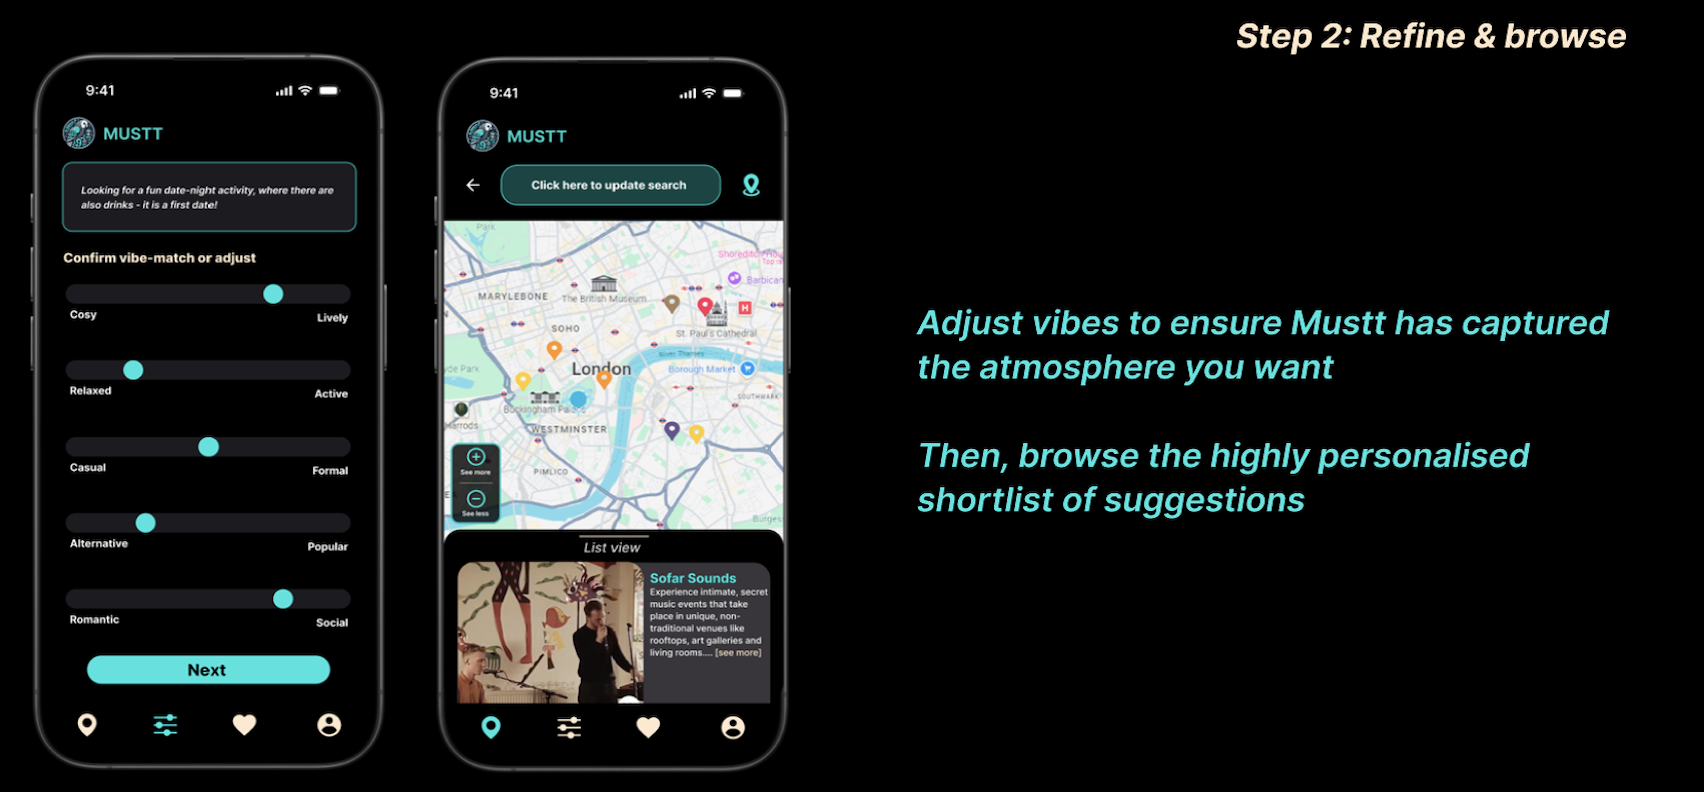 Step 2: Refine & browse
9:41
MUSTT
Looking for a fun date-night activity, where there are
also drinks - it is a first date!
Confirm vibe-match or adjust
Cosy
Lively
Relaxed
Active
Casual
Formal
Alternative
Popular
Romantic
Social
Next
9:41
MUSTT
Click here to update search
Park
Shoreditch
Barbican
MARYLEBONE
The British Museum
H
SOHO
St. Paul's Cathedral
River Thames
yde Park
London
Borough Market
SOUTHWARK
Buckingham Palace
arrods
WESTMINSTER
See more
PIMLICO
See less
Burgess
List view
Sofar Sounds
Experience intimate, secret
music events that take
place in unique, non-
traditional venues like
rooftops, art galleries and
living rooms.... [see more]
Adjust vibes to ensure Mustt has captured
the atmosphere you want
Then, browse the highly personalised
shortlist of suggestions